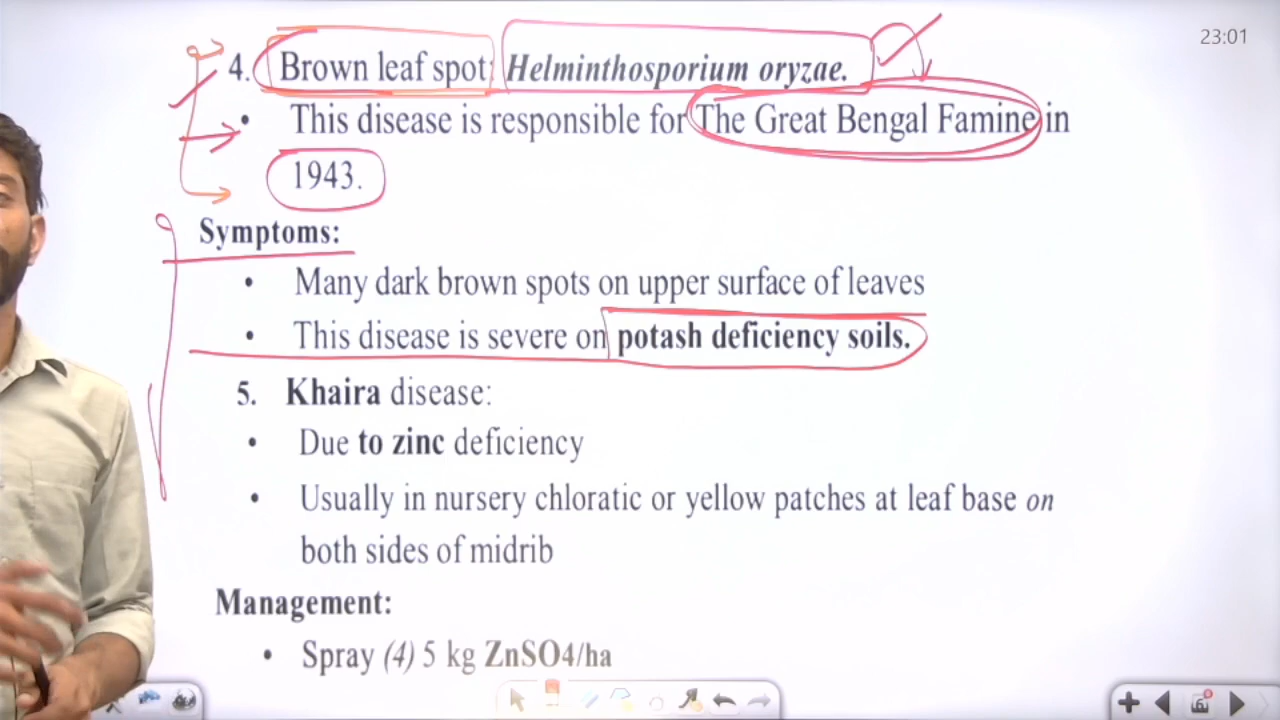 23:01
4. Brown leaf spot: Helminthosporium oryzae.
• This disease is responsible for The Great Bengal Famine in
1943.
Symptoms:
• Many dark brown spots on upper surface of leaves
• This disease is severe on potash deficiency soils.
5. Khaira disease:
• Due to zinc deficiency
• Usually in nursery chloratic or yellow patches at leaf base on
both sides of midrib
Management:
• Spray (4) 5 kg ZnSO4/ha